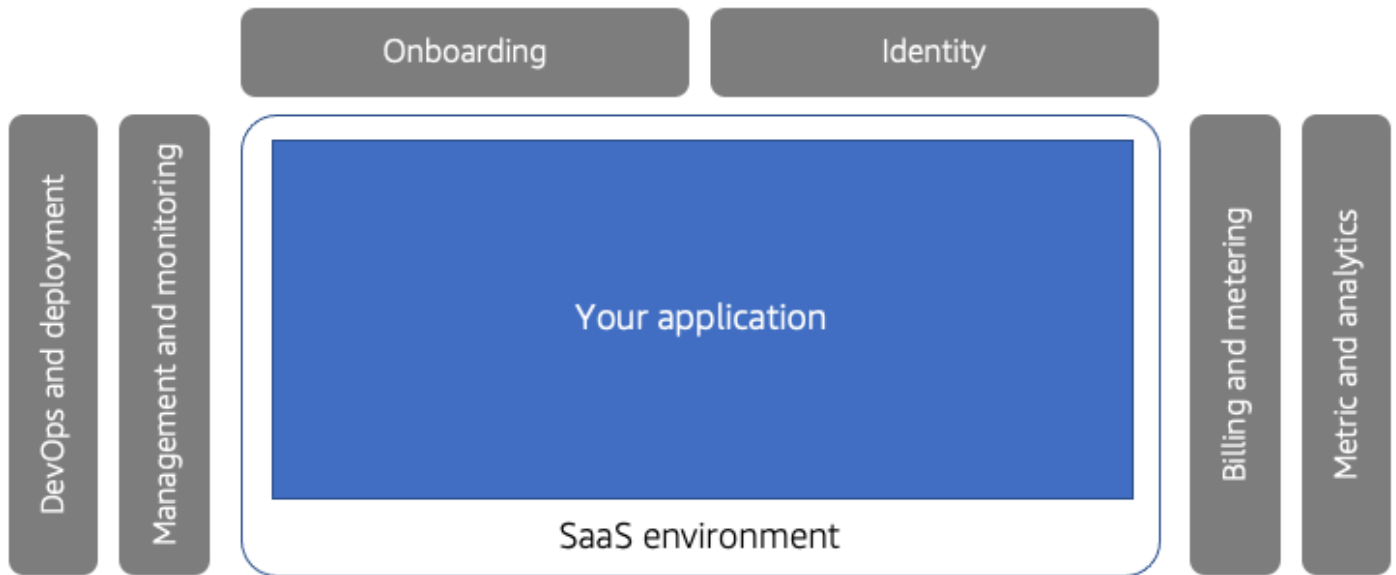 Onboarding
Identity
DevOps and deployment
Management and monitoring
Your application
SaaS environment
Billing and metering
Metric and analytics